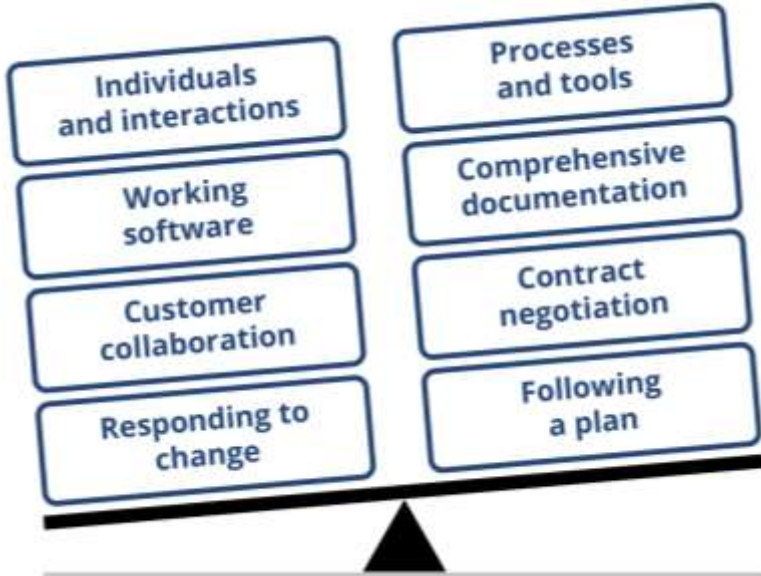 Individuals
and interactions
Processes
and tools
Working
software
Comprehensive
documentation
Customer
collaboration
Contract
negotiation
Responding to
change
Following
a plan